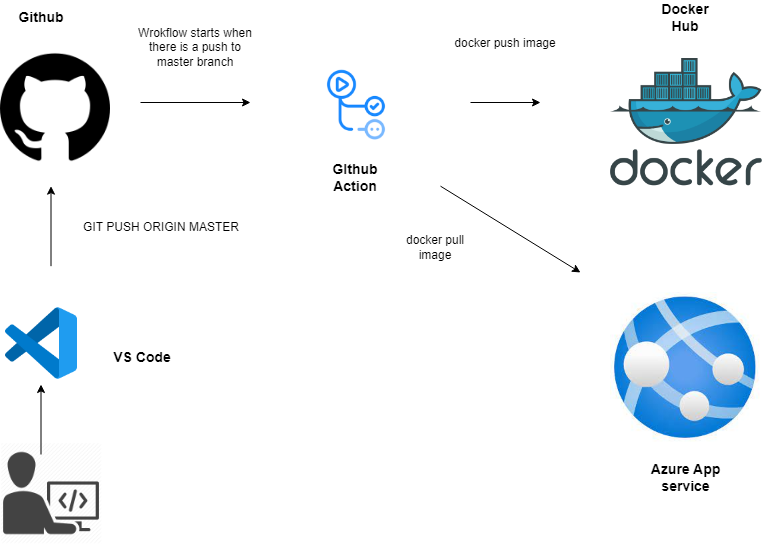 Github
Wrokflow starts when
there is a push to
master branch
docker push image
Docker
Hub
docker
GIthub
Action
GIT PUSH ORIGIN MASTER
docker pull
image
VS Code
</>
Azure App
service